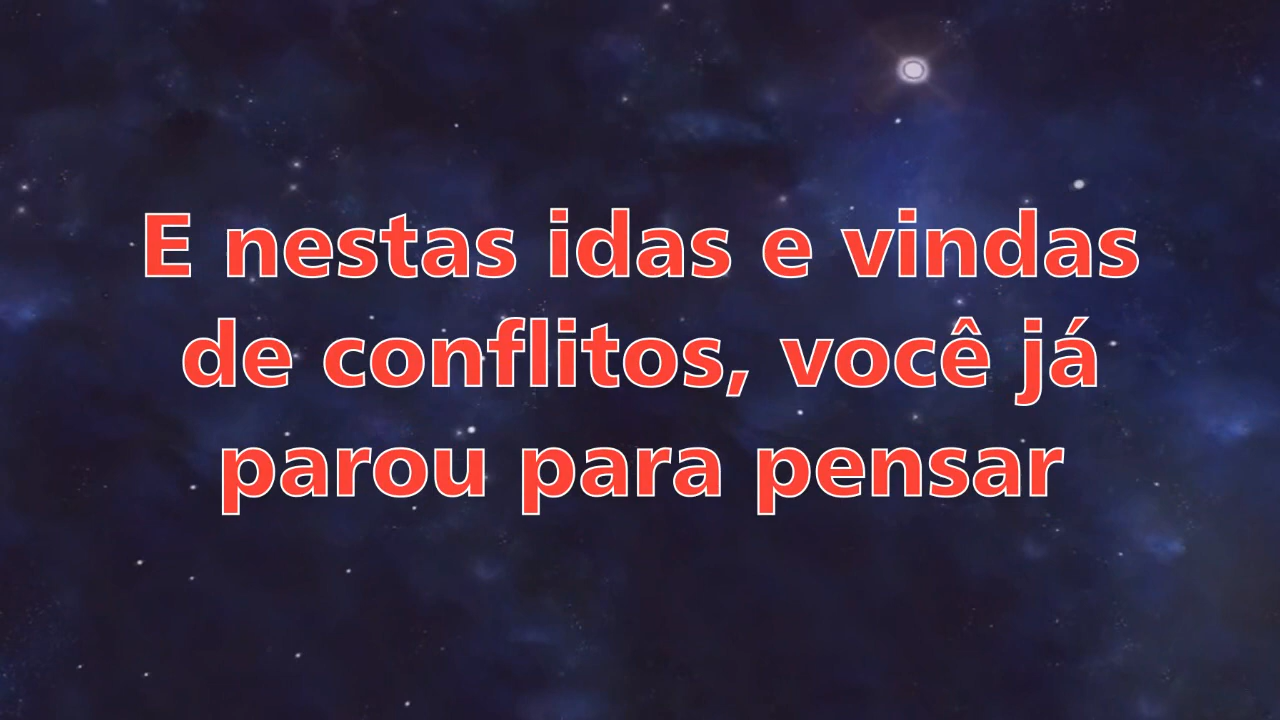 E nestas idas e vindas
de conflitos, você já
parou para pensar